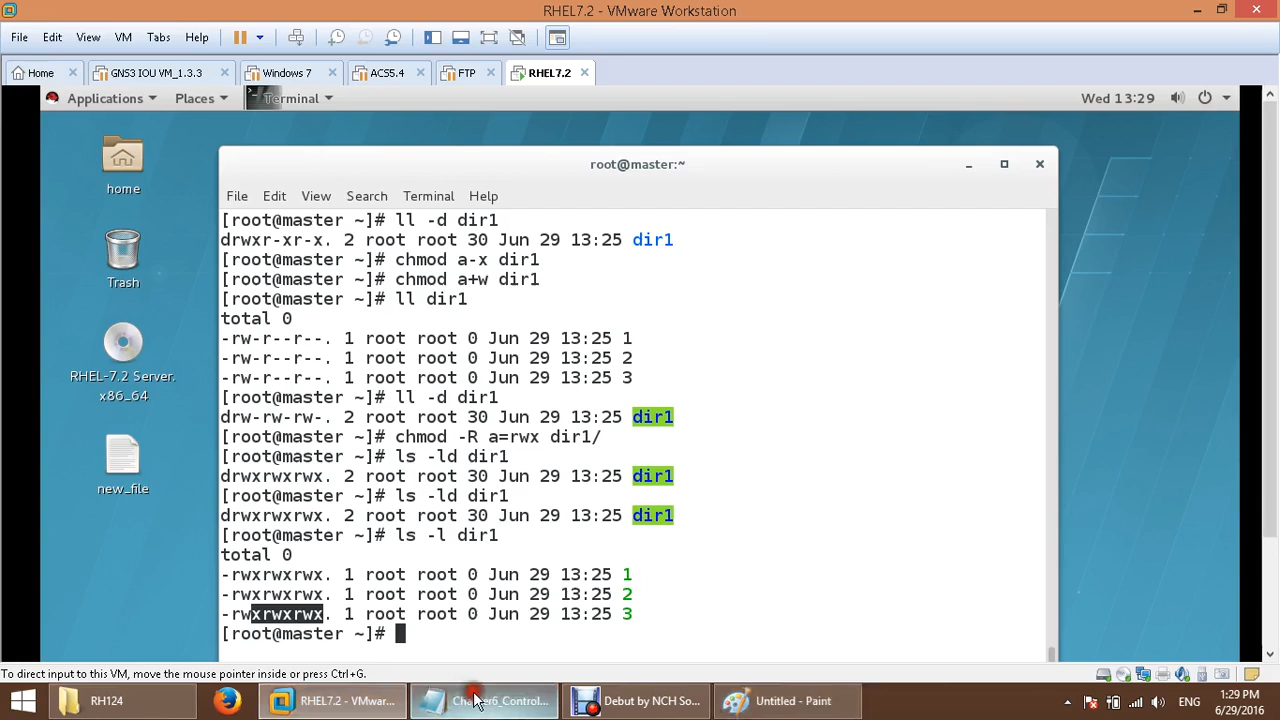 RHEL7.2 - VMware Workstation
File Edit View VM Tabs Help
Home GNS3 IOU VM_1.3.3 Windows 7 ACS5.4 FTP RHEL7.2
Applications Places Terminal Wed 13:29
home
Trash
RHEL-7.2 Server.
x86_64
new_file
root@master:~
File Edit View Search Terminal Help
[root@master ~]# ll -d dir1
drwxr-xr-x. 2 root root 30 Jun 29 13:25 dir1
[root@master ~]# chmod a-x dir1
[root@master ~]# chmod a+w dir1
[root@master ~]# ll dir1
total 0
-rw-r--r--. 1 root root 0 Jun 29 13:25 1
-rw-r--r--. 1 root root 0 Jun 29 13:25 2
-rw-r--r--. 1 root root 0 Jun 29 13:25 3
[root@master ~]# ll -d dir1
drw-rw-rw-. 2 root root 30 Jun 29 13:25 dir1
[root@master ~]# chmod -R a=rwx dir1/
[root@master ~]# ls -ld dir1
drwxrwxrwx. 2 root root 30 Jun 29 13:25 dir1
[root@master ~]# ls -ld dir1
drwxrwxrwx. 2 root root 30 Jun 29 13:25 dir1
[root@master ~]# ls -l dir1
total 0
-rwxrwxrwx. 1 root root 0 Jun 29 13:25 1
-rwxrwxrwx. 1 root root 0 Jun 29 13:25 2
-rwxrwxrwx. 1 root root 0 Jun 29 13:25 3
[root@master ~]#
To direct input to this VM, move the mouse pointer inside or press Ctrl+G.
RH124 RHEL7.2 - VMwar... Control... Debut by NCH So... Untitled - Paint ENG 1:29 PM
6/29/2016